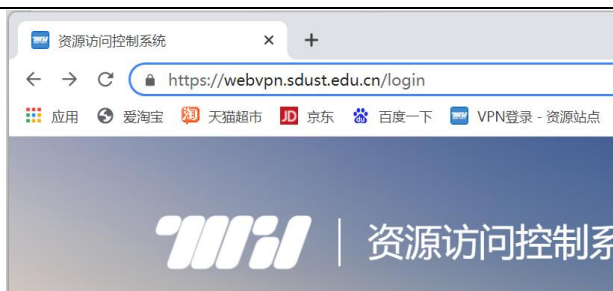 资源访问控制系统
https://webvpn.sdust.edu.cn/login
应用 爱淘宝 淘 天猫超市 JD 京东 百度一下 VPN登录 - 资源站点
资源访问控制系